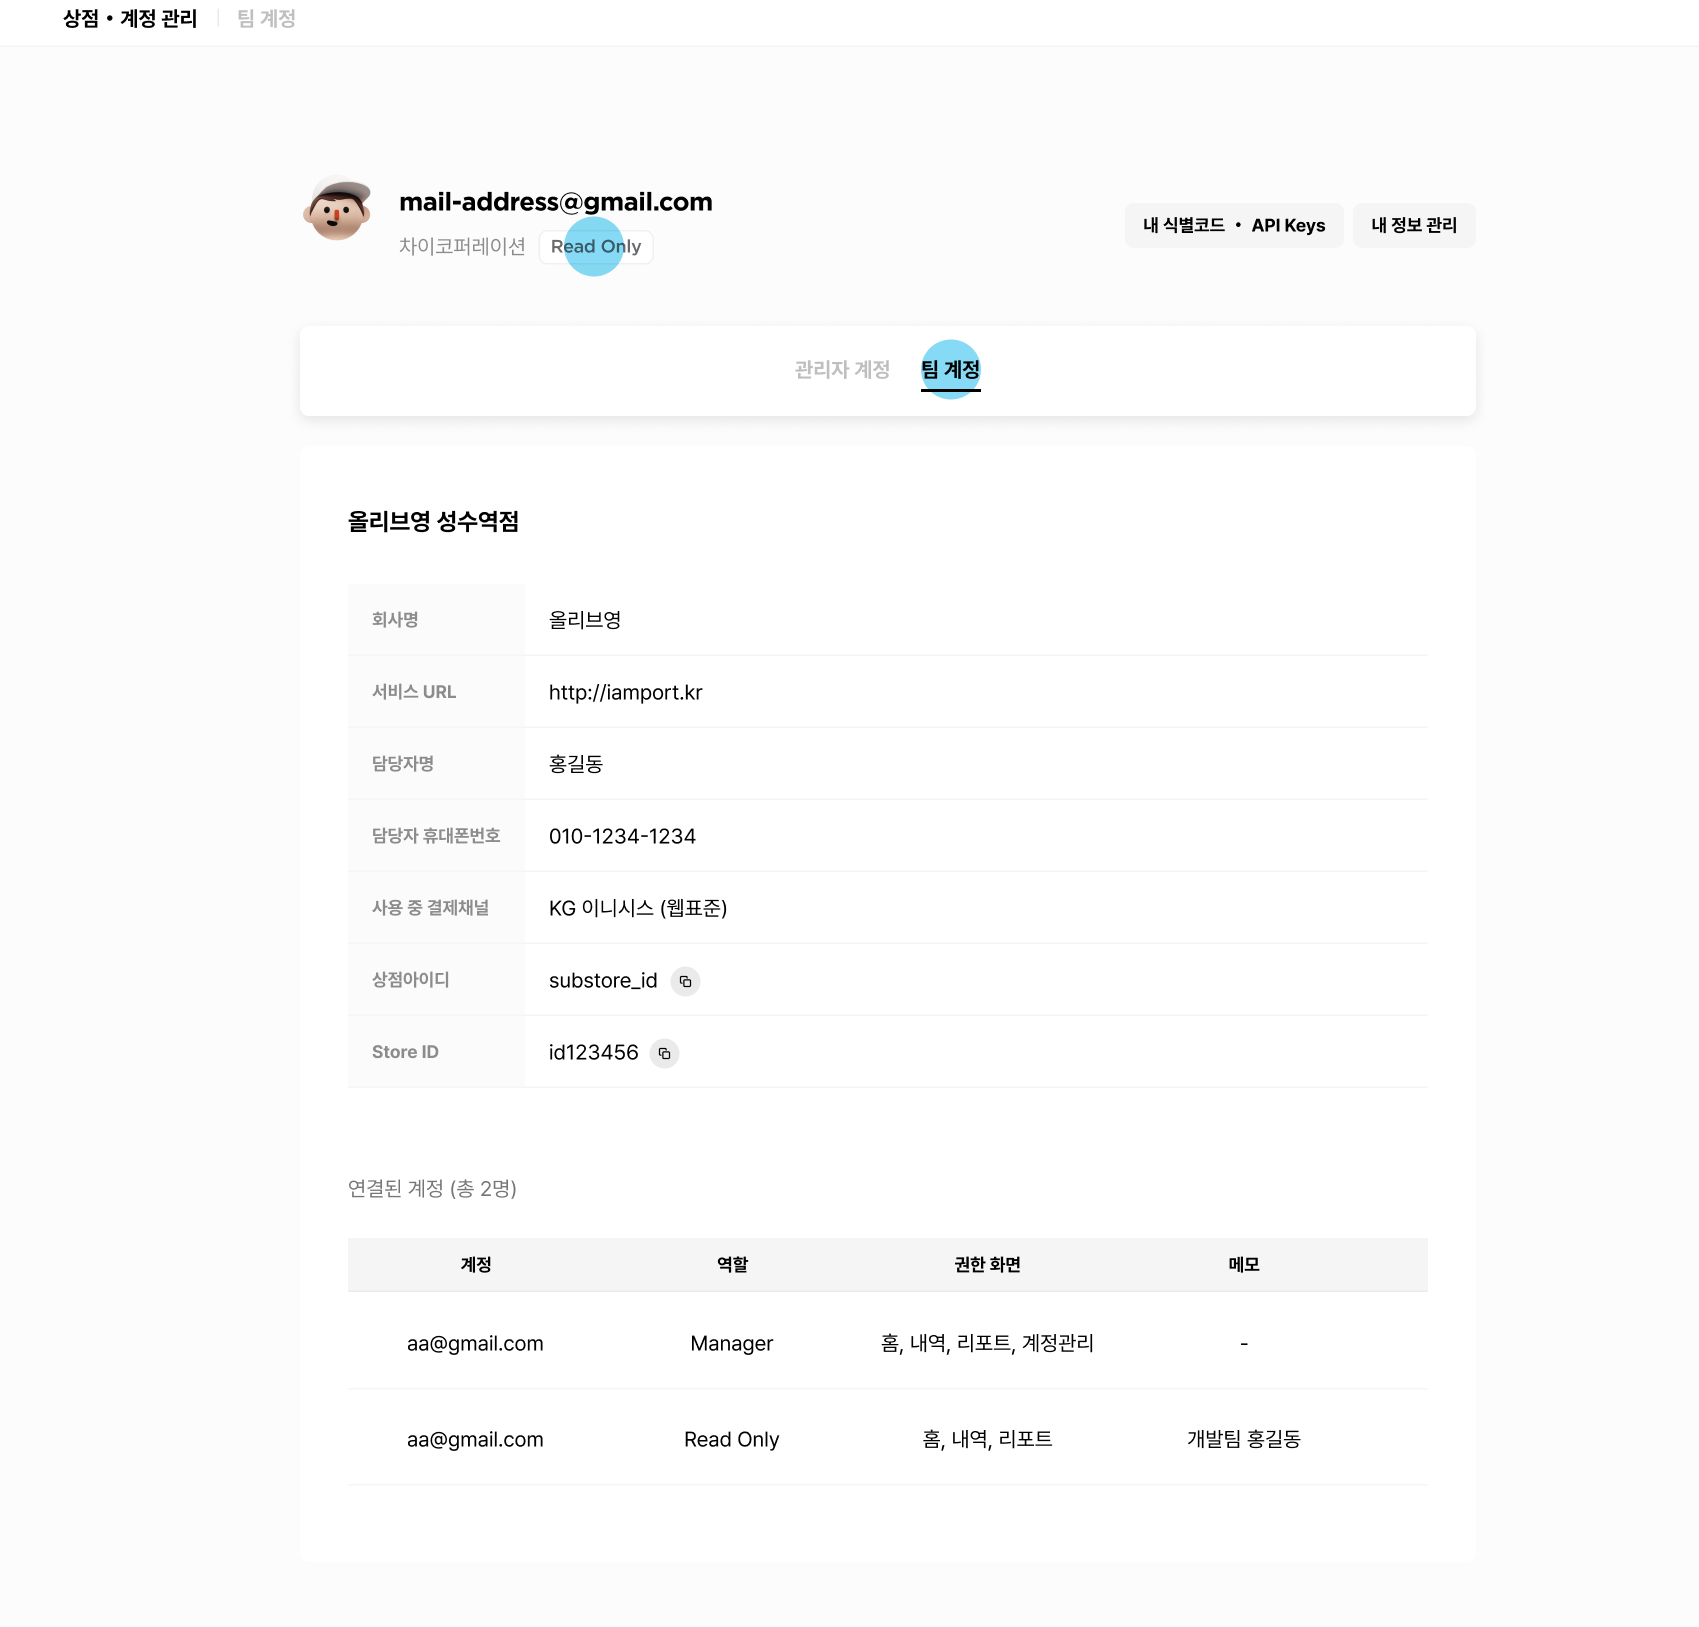 상점 • 계정 관리 | 팀 계정
mail-address@gmail.com
차이코퍼레이션 Read Only
내 식별코드 • API Keys 내 정보 관리
관리자 계정 팀 계정
올리브영 성수역점
회사명 올리브영
서비스 URL http://iamport.kr
담당자명 홍길동
담당자 휴대폰번호 010-1234-1234
사용 중 결제채널 KG 이니시스 (웹표준)
상점아이디 substore_id
Store ID id123456
연결된 계정 (총 2명)
계정 역할 권한 화면 메모
aa@gmail.com Manager 홈, 내역, 리포트, 계정관리 -
aa@gmail.com Read Only 홈, 내역, 리포트 개발팀 홍길동